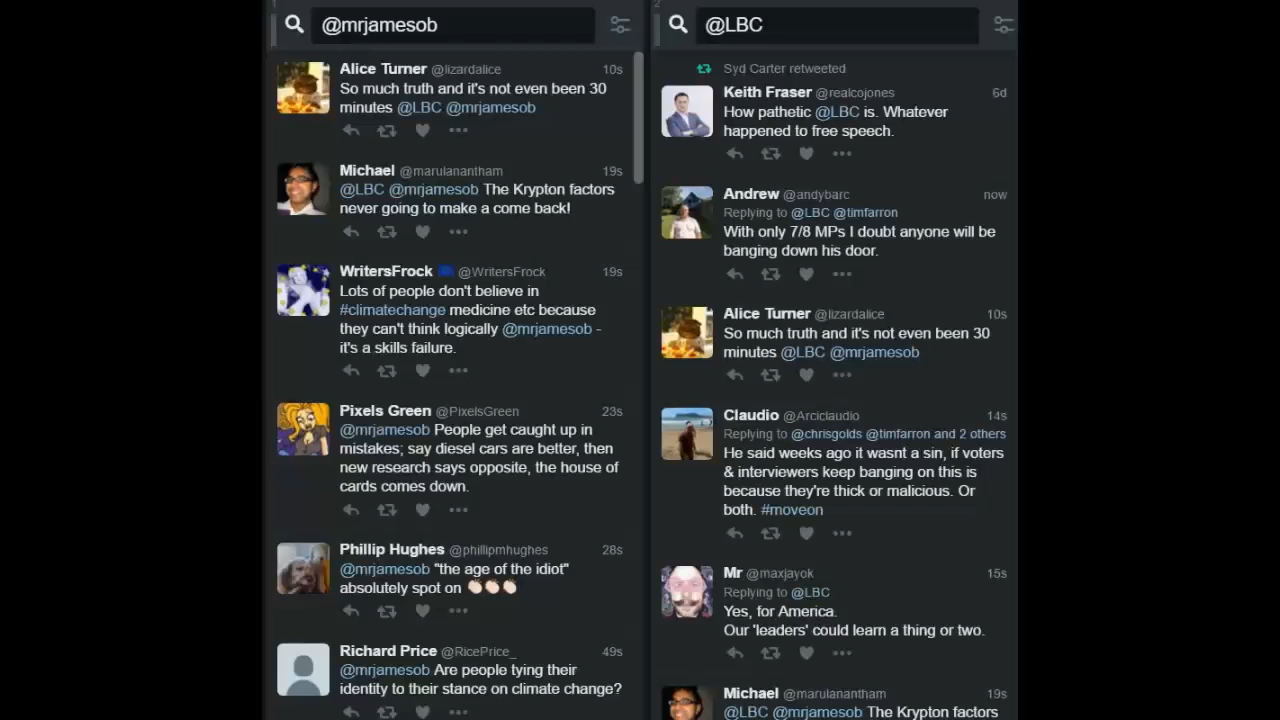 1
@mrjamesob
Alice Turner @lizardalice 10s
So much truth and it's not even been 30
minutes @LBC @mrjamesob
Michael @marulanantham 19s
@LBC @mrjamesob The Krypton factors
never going to make a come back!
WritersFrock @WritersFrock 19s
Lots of people don't believe in
#climatechange medicine etc because
they can't think logically @mrjamesob -
it's a skills failure.
Pixels Green @PixelsGreen 23s
@mrjamesob People get caught up in
mistakes; say diesel cars are better, then
new research says opposite, the house of
cards comes down.
Phillip Hughes @phillipmhughes 28s
@mrjamesob "the age of the idiot"
absolutely spot on 👏🏻👏🏻👏🏻
Richard Price @RicePrice_ 49s
@mrjamesob Are people tying their
identity to their stance on climate change?
2
@LBC
Syd Carter retweeted
Keith Fraser @realcojones 6d
How pathetic @LBC is. Whatever
happened to free speech.
Andrew @andybarc now
Replying to @LBC @timfarron
With only 7/8 MPs I doubt anyone will be
banging down his door.
Alice Turner @lizardalice 10s
So much truth and it's not even been 30
minutes @LBC @mrjamesob
Claudio @Arciclaudio 14s
Replying to @chrisgolds @timfarron and 2 others
He said weeks ago it wasnt a sin, if voters
& interviewers keep banging on this is
because they're thick or malicious. Or
both. #moveon
Mr @maxjayok 15s
Replying to @LBC
Yes, for America.
Our 'leaders' could learn a thing or two.
Michael @marulanantham 19s
@LBC @mrjamesob The Krypton factors